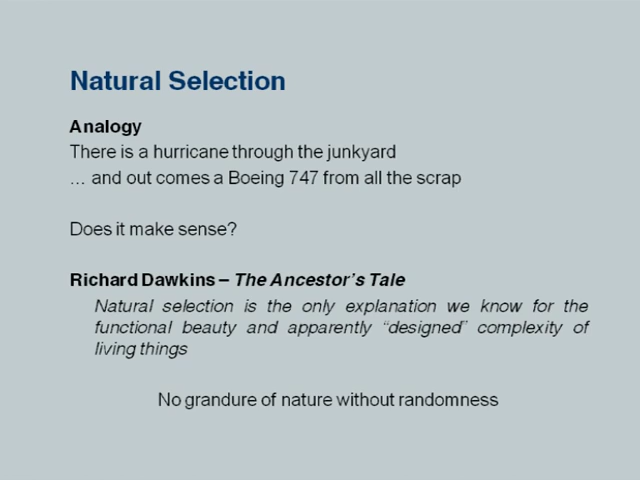 Natural Selection
Analogy
There is a hurricane through the junkyard
… and out comes a Boeing 747 from all the scrap
Does it make sense?
Richard Dawkins – The Ancestor's Tale
Natural selection is the only explanation we know for the
functional beauty and apparently “designed” complexity of
living things
No grandure of nature without randomness